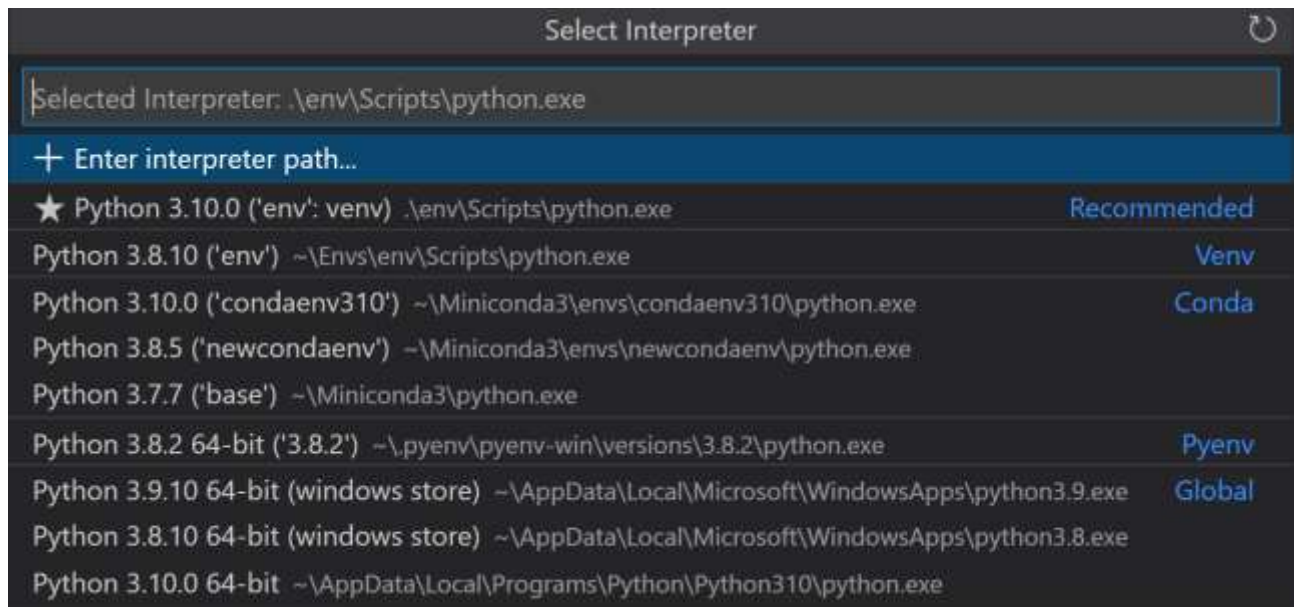 Select Interpreter
Selected Interpreter: .\env\Scripts\python.exe
+ Enter interpreter path...
★ Python 3.10.0 ('env': venv) .\env\Scripts\python.exe Recommended
Python 3.8.10 ('env') ~\Envs\env\Scripts\python.exe Venv
Python 3.10.0 ('condaenv310') ~\Miniconda3\envs\condaenv310\python.exe Conda
Python 3.8.5 ('newcondaenv') ~\Miniconda3\envs\newcondaenv\python.exe
Python 3.7.7 ('base') ~\Miniconda3\python.exe
Python 3.8.2 64-bit ('3.8.2') ~\.pyenv\pyenv-win\versions\3.8.2\python.exe Pyenv
Python 3.9.10 64-bit (windows store) ~\AppData\Local\Microsoft\WindowsApps\python3.9.exe Global
Python 3.8.10 64-bit (windows store) ~\AppData\Local\Microsoft\WindowsApps\python3.8.exe
Python 3.10.0 64-bit ~\AppData\Local\Programs\Python\Python310\python.exe